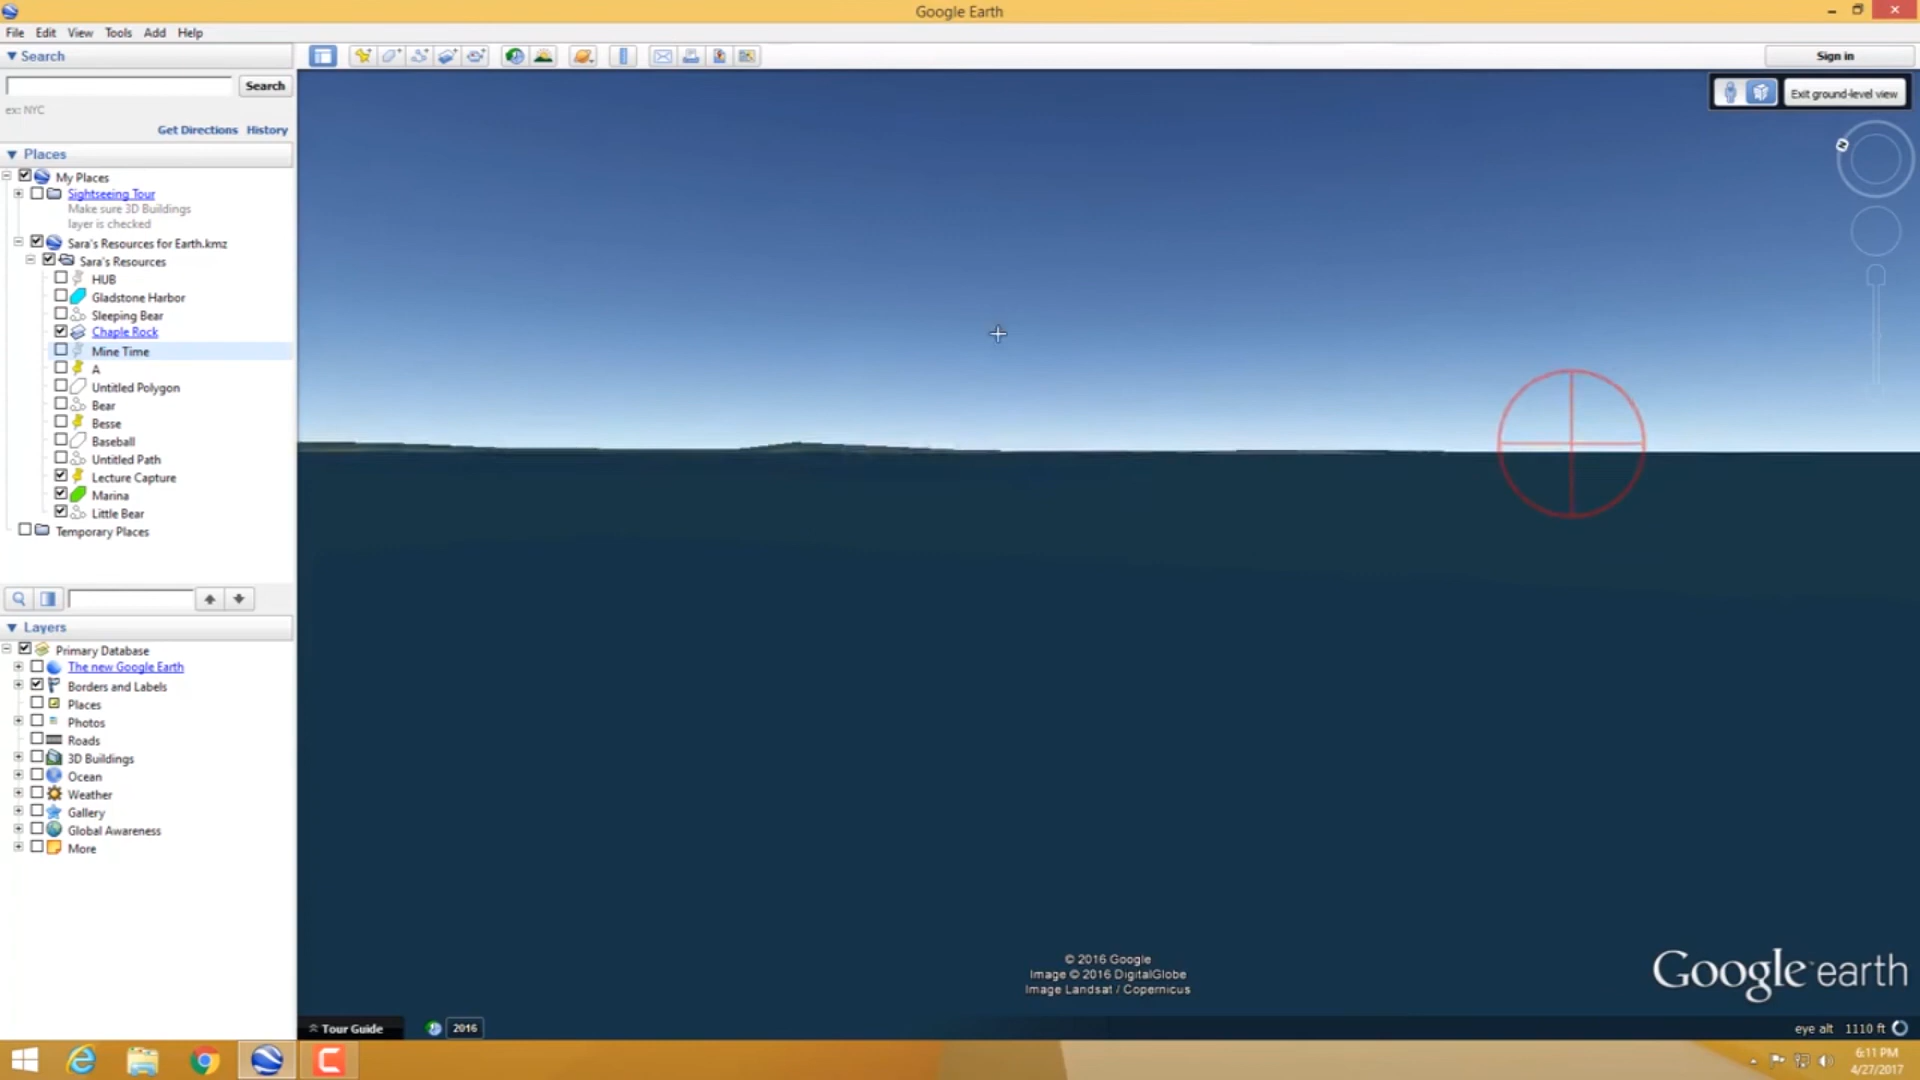 Google Earth
File Edit View Tools Add Help
Search
Sign in
Search
Exit ground-level view
ex: NYC
Get Directions History
N
Places
My Places
Sightseeing Tour
Make sure 3D Buildings
layer is checked
Sara's Resources for Earth.kmz
Sara's Resources
HUB
Gladstone Harbor
Sleeping Bear
Chaple Rock
Mine Time
A
Untitled Polygon
Bear
Besse
Baseball
Untitled Path
Lecture Capture
Marina
Little Bear
Temporary Places
Layers
Primary Database
The new Google Earth
Borders and Labels
Places
Photos
Roads
3D Buildings
Ocean
Weather
Gallery
Global Awareness
More
© 2016 Google
Image © 2016 DigitalGlobe
Image Landsat / Copernicus
Google earth
Tour Guide
2016
eye alt 1110 ft
6:11 PM
4/27/2017